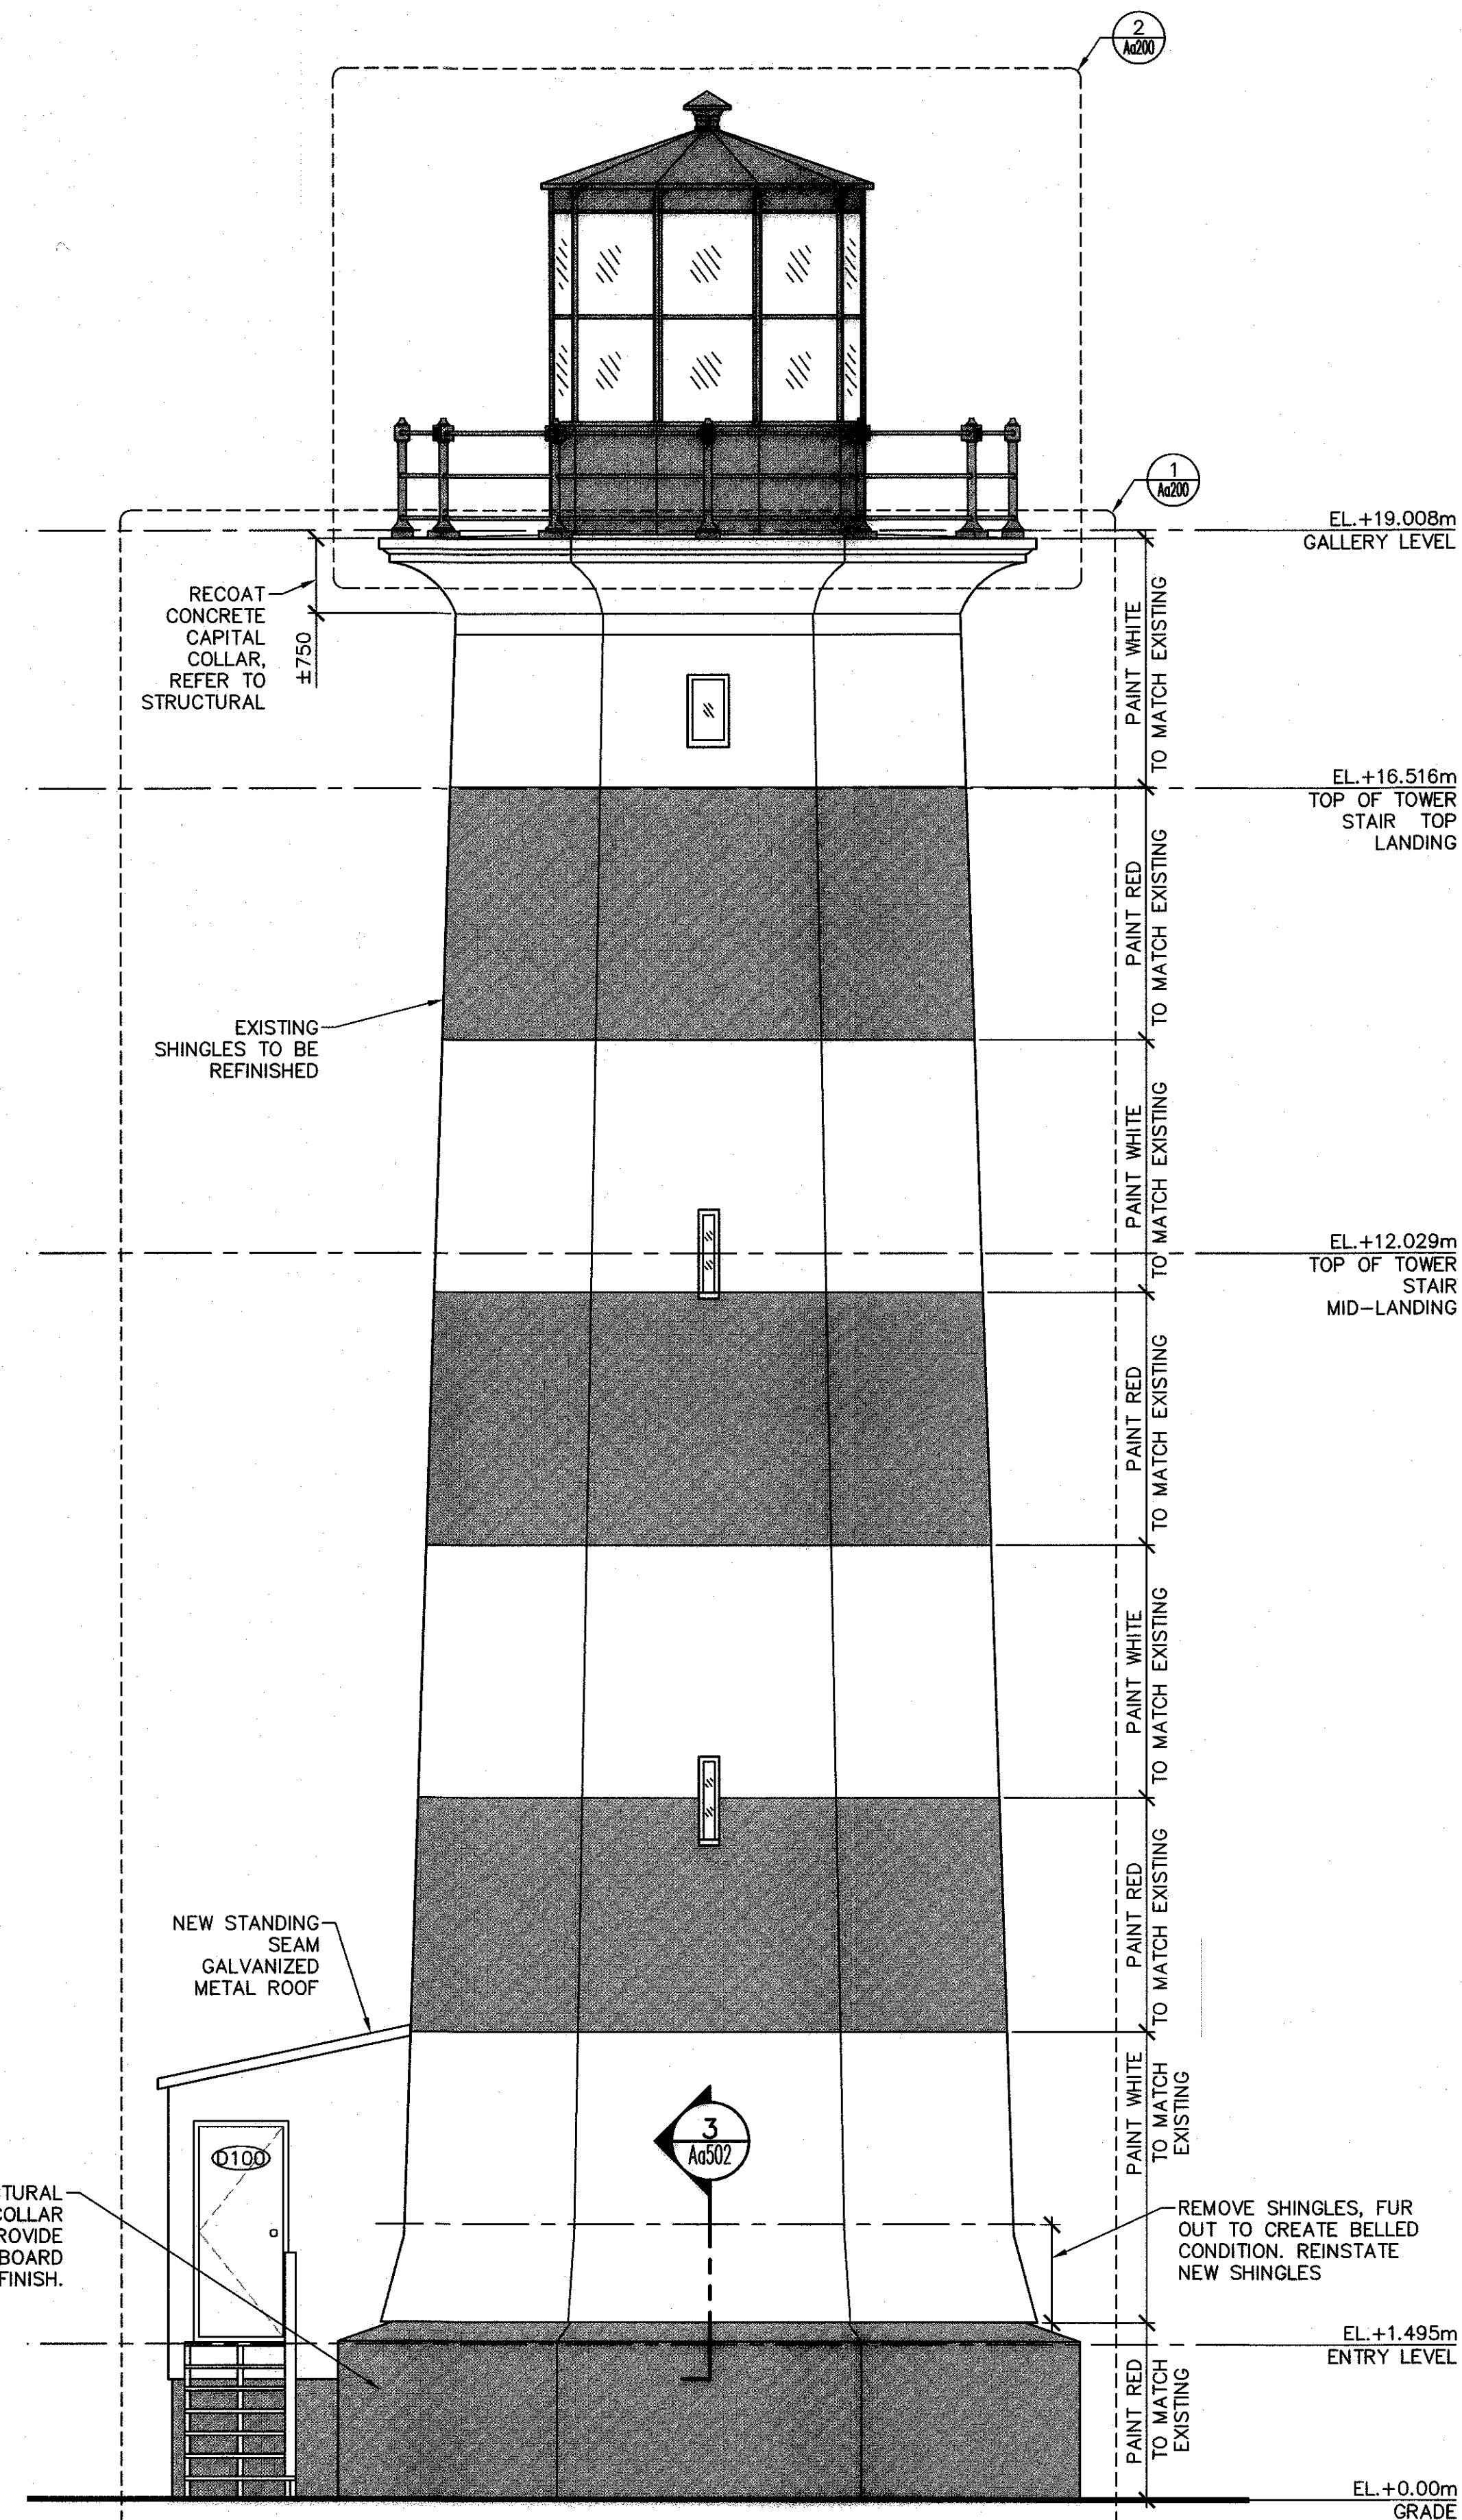 2
Aa200
1
Aa200
EL.+19.008m
GALLERY LEVEL
RECOAT
CONCRETE
CAPITAL
COLLAR,
REFER TO
STRUCTURAL
±750
PAINT WHITE
TO MATCH EXISTING
EL.+16.516m
TOP OF TOWER
STAIR TOP
LANDING
PAINT RED
TO MATCH EXISTING
EXISTING
SHINGLES TO BE
REFINISHED
PAINT WHITE
TO MATCH EXISTING
EL.+12.029m
TOP OF TOWER
STAIR
MID-LANDING
PAINT RED
TO MATCH EXISTING
PAINT WHITE
TO MATCH EXISTING
PAINT RED
TO MATCH EXISTING
NEW STANDING
SEAM
GALVANIZED
METAL ROOF
PAINT WHITE
TO MATCH
EXISTING
D100
3
Aa502
CTURAL
COLLAR
ROVIDE
BOARD
FINISH.
REMOVE SHINGLES, FUR
OUT TO CREATE BELLED
CONDITION. REINSTATE
NEW SHINGLES
EL.+1.495m
ENTRY LEVEL
PAINT RED
TO MATCH
EXISTING
EL.+0.00m
GRADE